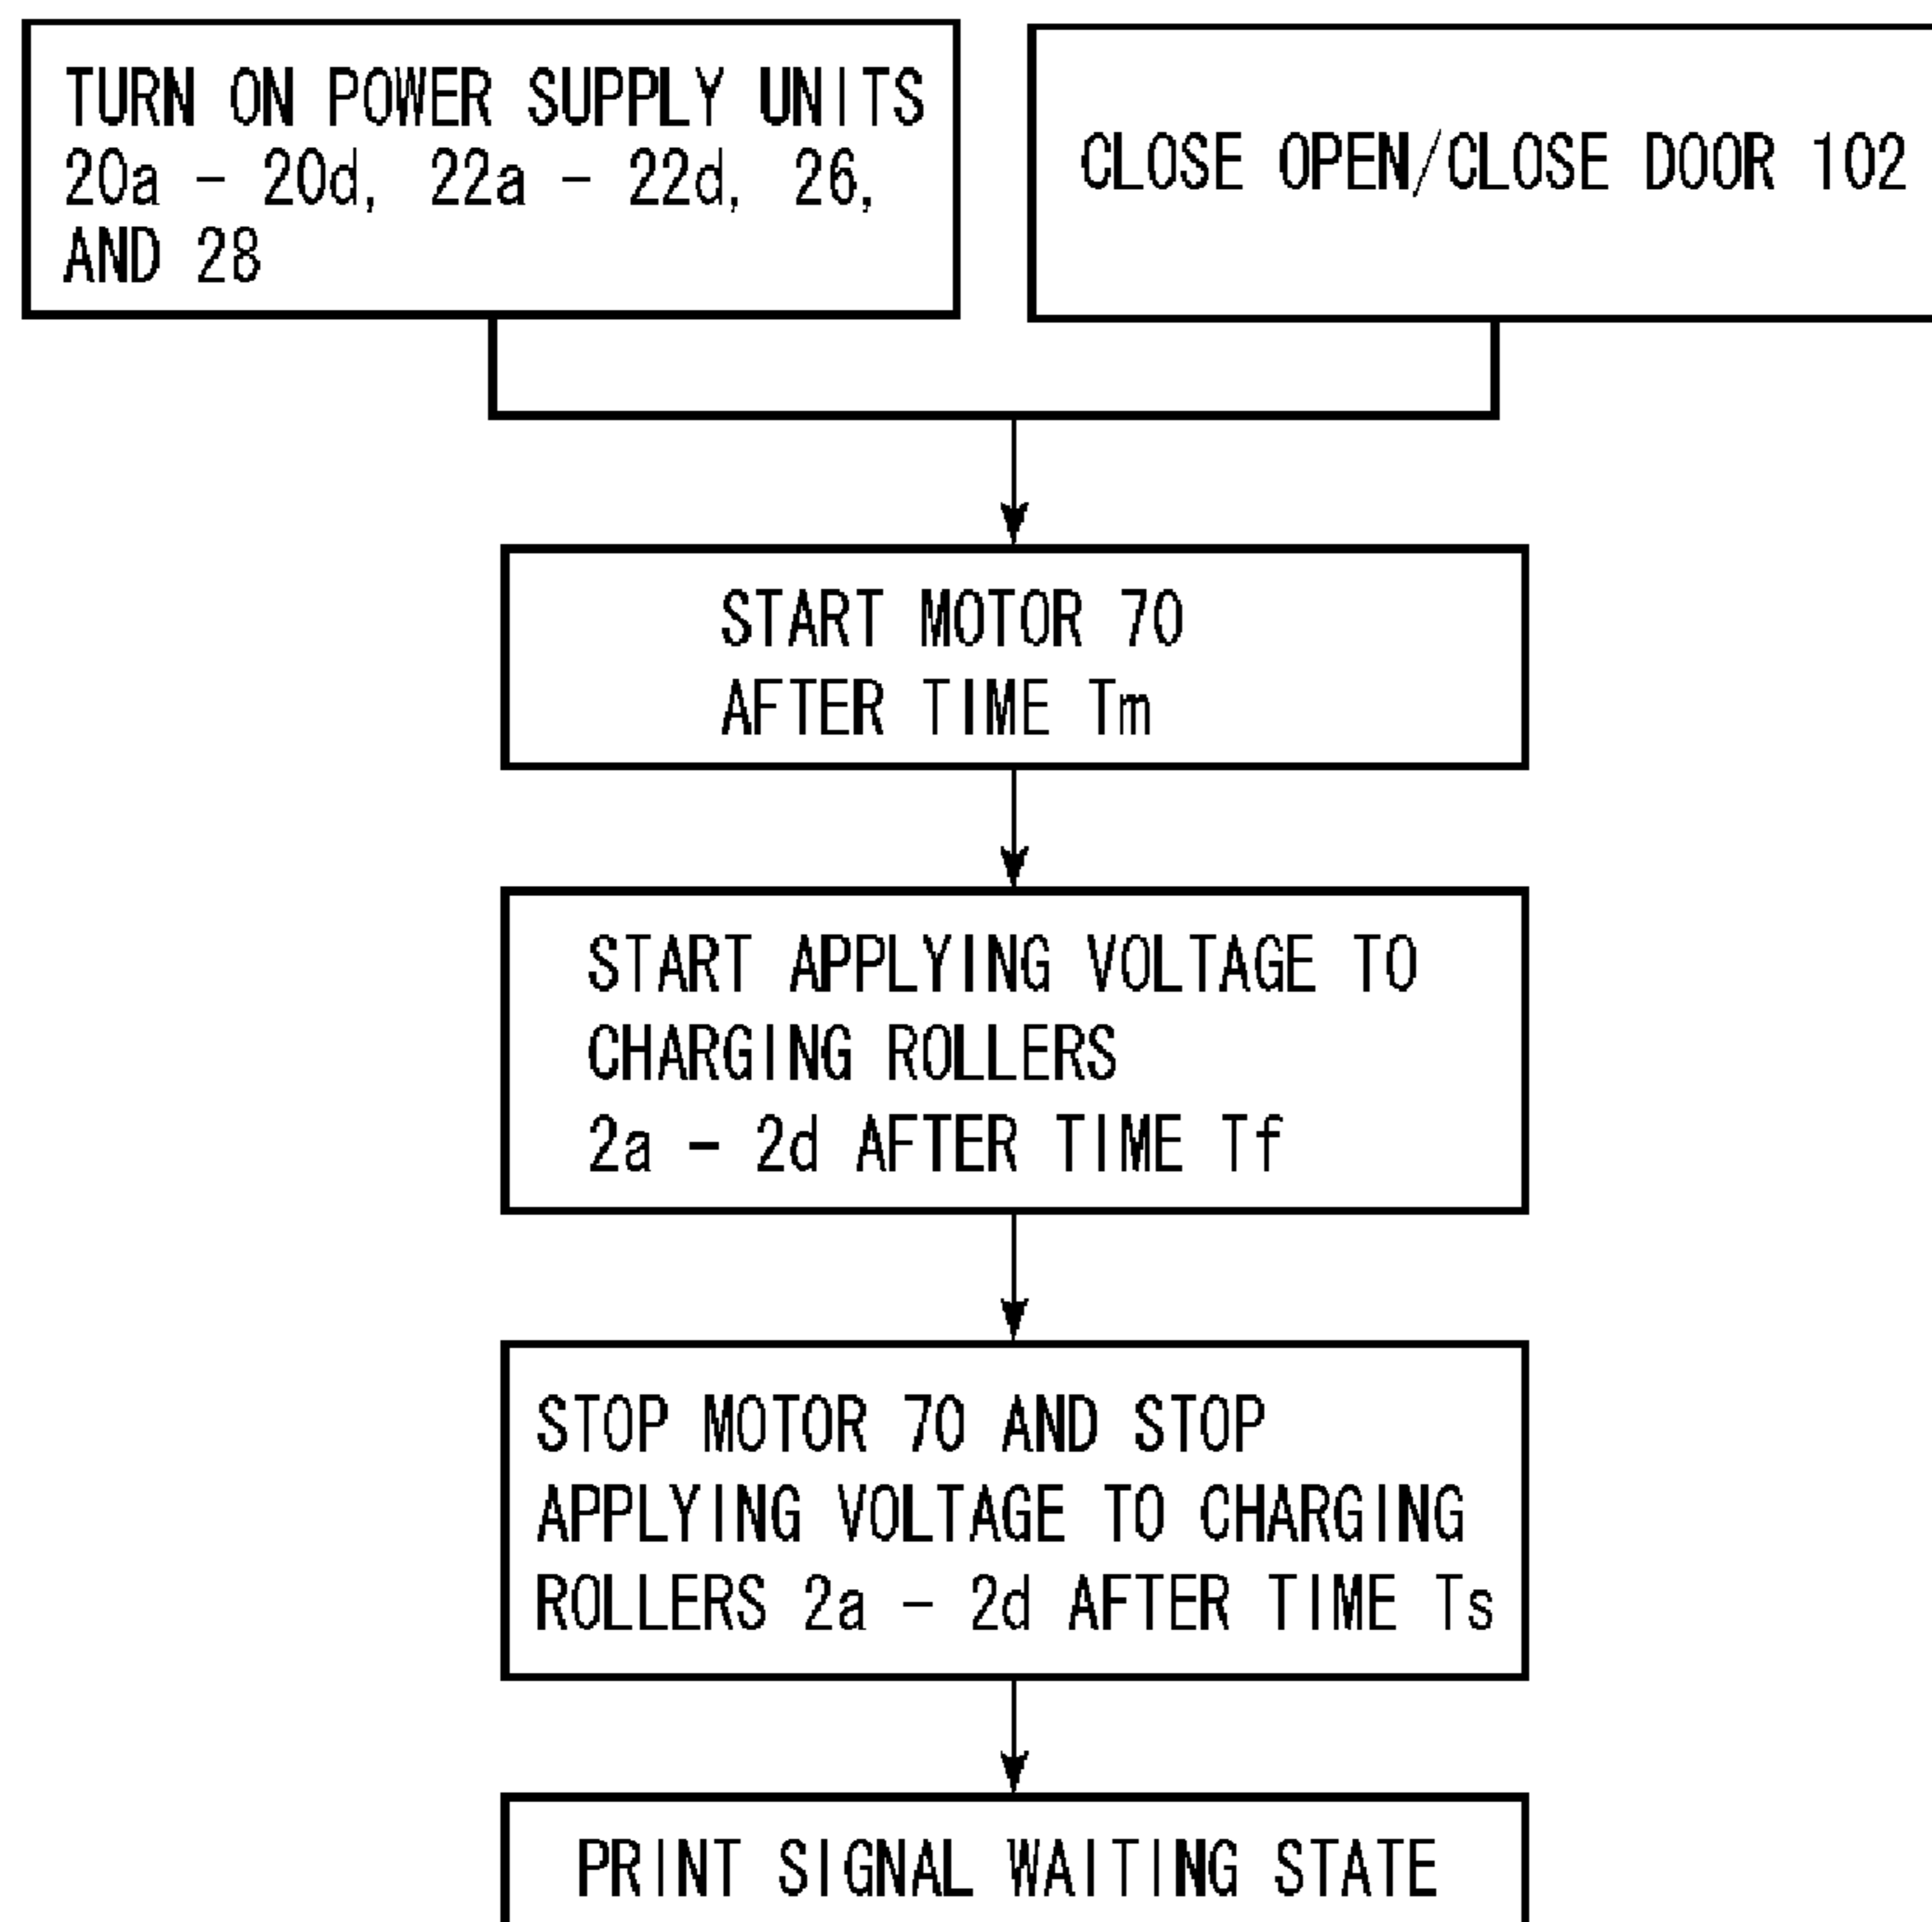 TURN ON POWER SUPPLY UNITS
20a - 20d, 22a - 22d, 26,
AND 28
CLOSE OPEN/CLOSE DOOR 102
START MOTOR 70
AFTER TIME Tm
START APPLYING VOLTAGE TO
CHARGING ROLLERS
2a - 2d AFTER TIME Tf
STOP MOTOR 70 AND STOP
APPLYING VOLTAGE TO CHARGING
ROLLERS 2a - 2d AFTER TIME Ts
PRINT SIGNAL WAITING STATE